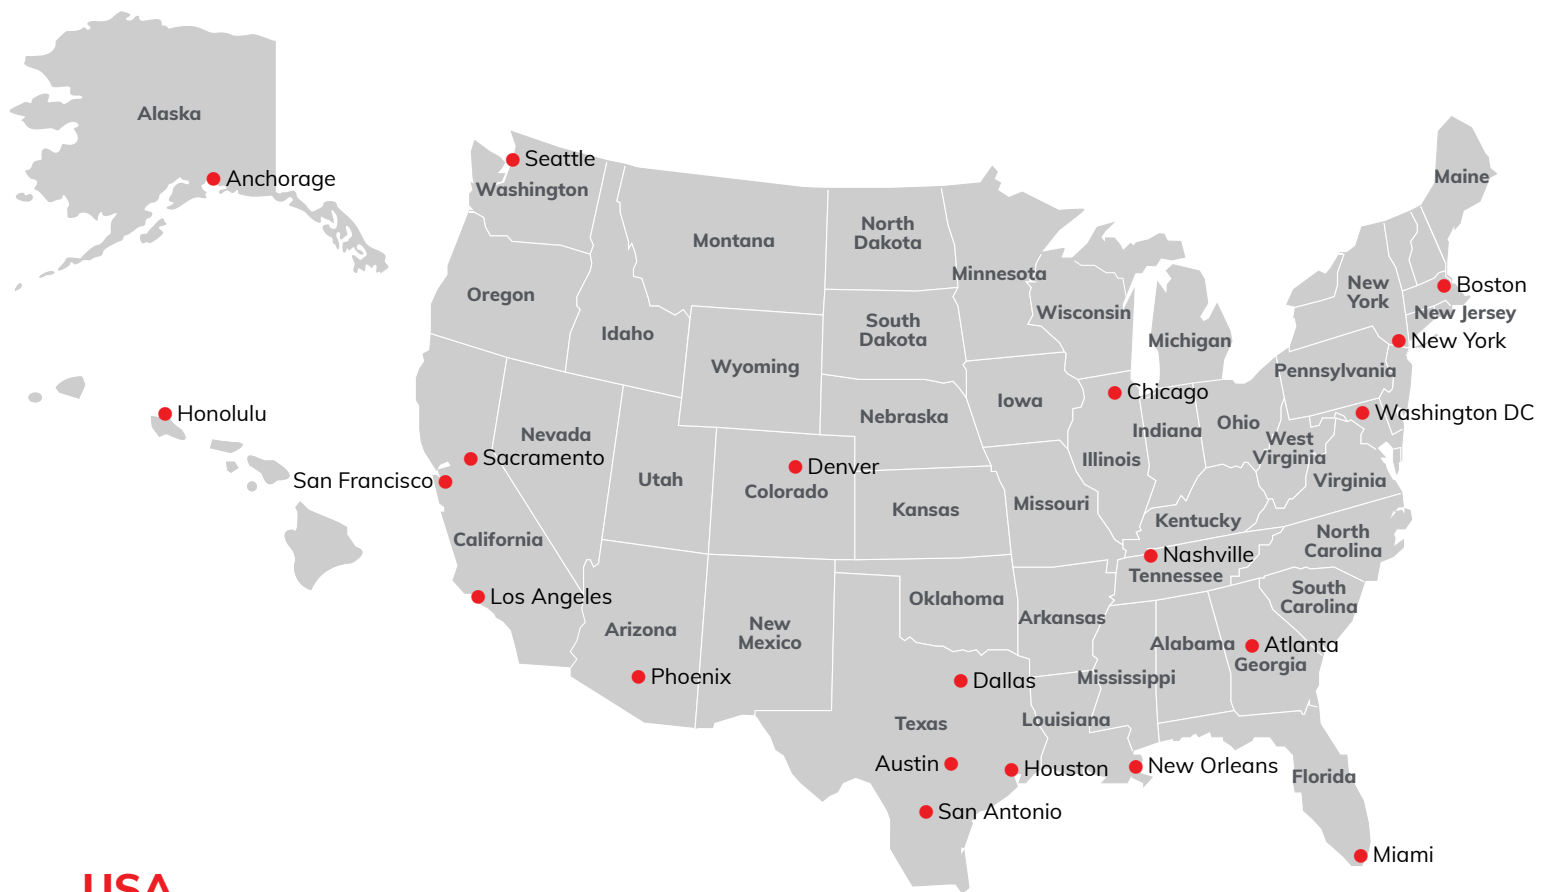 Alaska
Anchorage
Seattle
Washington
Maine
Montana
North
Dakota
Minnesota
Oregon
Idaho
South
Dakota
Wisconsin
Michigan
New
York
Boston
New Jersey
New York
Wyoming
Pennsylvania
Honolulu
Nebraska
Iowa
Chicago
Washington DC
Nevada
Sacramento
San Francisco
Utah
Denver
Colorado
Indiana
Ohio
West
Virginia
Illinois
Virginia
California
Kansas
Missouri
Kentucky
North
Carolina
Nashville
Tennessee
Los Angeles
Oklahoma
Arkansas
South
Carolina
Arizona
New
Mexico
Alabama
Atlanta
Georgia
Phoenix
Dallas
Mississippi
Texas
Louisiana
Austin
Houston
New Orleans
Florida
San Antonio
Miami
USA